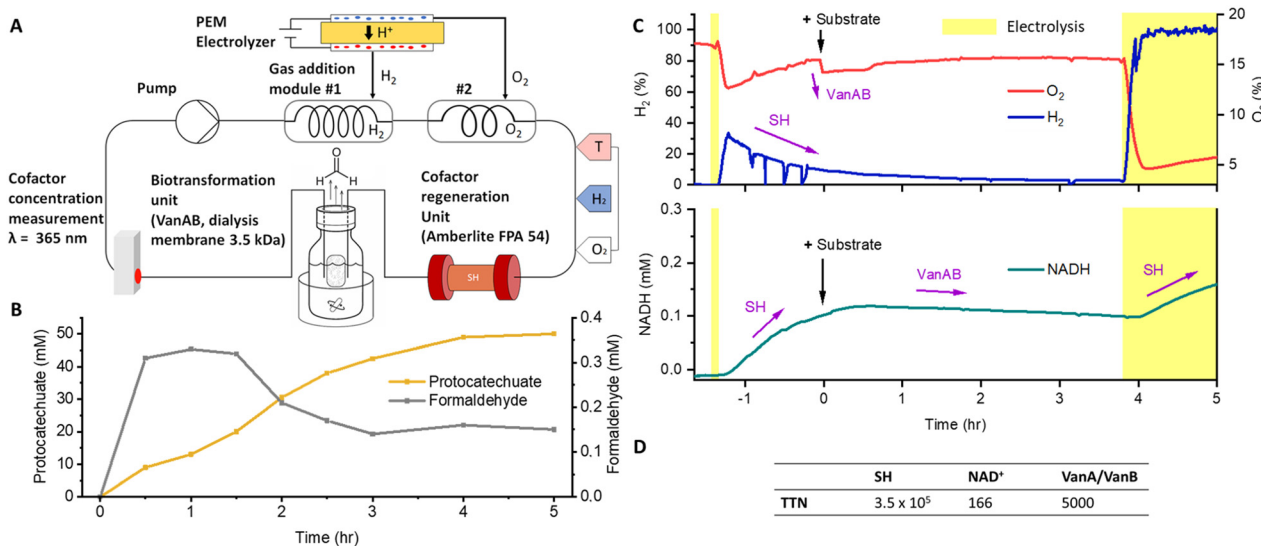 A
PEM
Electrolyzer
H⁺
H₂
O₂
Gas addition
module #1
#2
Pump
H₂
O₂
T
H₂
O₂
Cofactor
concentration
measurement
λ = 365 nm
Biotransformation
unit
(VanAB, dialysis
membrane 3.5 kDa)
O
H H
Cofactor
regeneration
Unit
(Amberlite FPA 54)
SH
B
Protocatechuate (mM)
50
40
30
20
10
0
Protocatechuate
Formaldehyde
0.4
0.3
0.2
0.1
0.0
Formaldehyde (mM)
0 1 2 3 4 5
Time (hr)
C
+ Substrate
Electrolysis
H₂ (%)
100
80
60
40
20
0
VanAB
SH
O₂
H₂
20
15
10
5
O₂ (%)
NADH (mM)
0.3
0.2
0.1
0.0
+ Substrate
NADH
SH
VanAB
SH
-1 0 1 2 3 4 5
Time (hr)
D
SH NAD⁺ VanA/VanB
TTN 3.5 x 10⁵ 166 5000